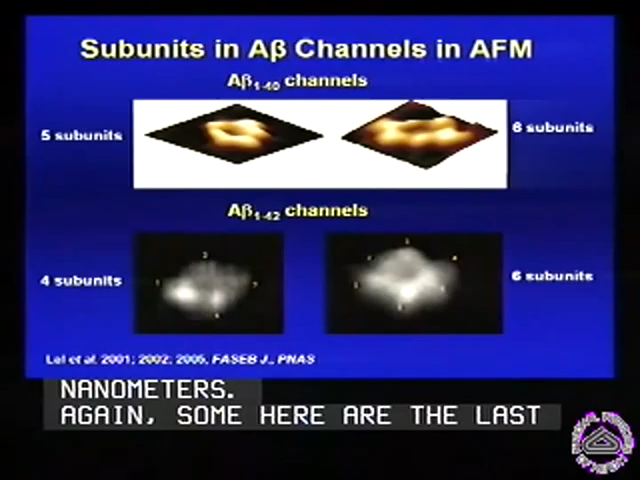 Subunits in Aβ Channels in AFM
Aβ1-40 channels
5 subunits
6 subunits
Aβ1-42 channels
4 subunits
6 subunits
Lal et al. 2001; 2002; 2005, FASEB J., PNAS
NANOMETERS.
AGAIN, SOME HERE ARE THE LAST